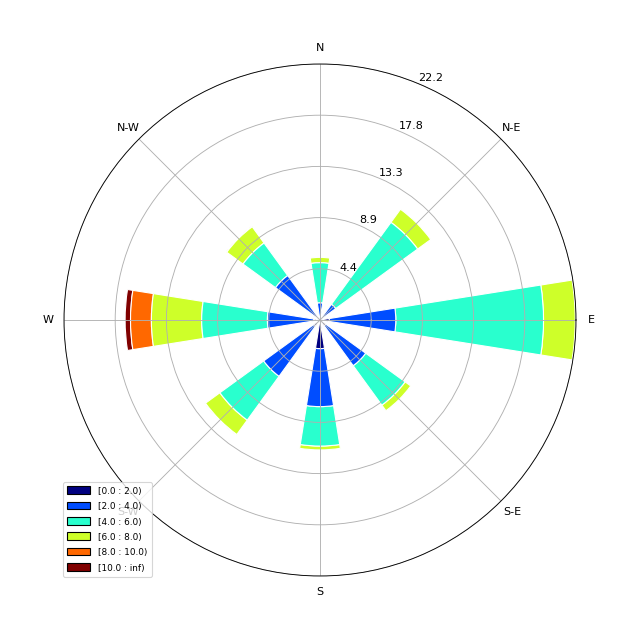 N
22.2
N-W
17.8
N-E
13.3
8.9
4.4
W
E
[0.0 : 2.0)
[2.0 : 4.0)
S-W
S-E
[4.0 : 6.0)
[6.0 : 8.0)
[8.0 : 10.0)
[10.0 : inf)
S